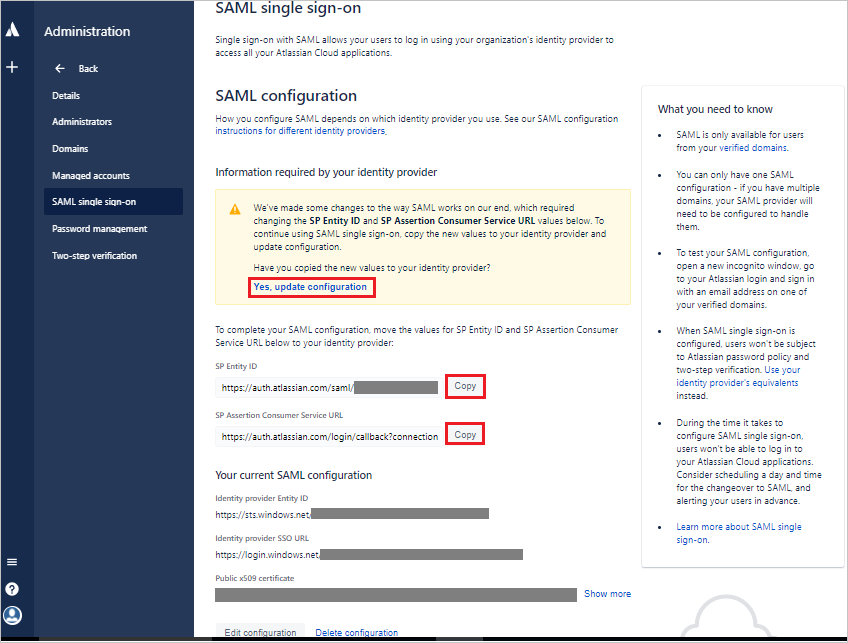 Administration
Back
Details
Administrators
Domains
Managed accounts
SAML single sign-on
Password management
Two-step verification
SAML single sign-on
Single sign-on with SAML allows your users to log in using your organization's identity provider to
access all your Atlassian Cloud applications.
SAML configuration
How you configure SAML depends on which identity provider you use. See our SAML configuration
instructions for different identity providers.
Information required by your identity provider
We've made some changes to the way SAML works on our end, which required
changing the SP Entity ID and SP Assertion Consumer Service URL values below. To
continue using SAML single sign-on, copy the new values to your identity provider and
update configuration.
Have you copied the new values to your identity provider?
Yes, update configuration
To complete your SAML configuration, move the values for SP Entity ID and SP Assertion Consumer
Service URL below to your identity provider:
SP Entity ID
https://auth.atlassian.com/saml/
Copy
SP Assertion Consumer Service URL
https://auth.atlassian.com/login/callback?connection
Copy
Your current SAML configuration
Identity provider Entity ID
https://sts.windows.net/
Identity provider SSO URL
https://login.windows.net/
Public x509 certificate
Show more
Edit configuration
Delete configuration
What you need to know
• SAML is only available for users
from your verified domains.
• You can only have one SAML
configuration - if you have multiple
domains, your SAML provider will
need to be configured to handle
them.
• To test your SAML configuration,
open a new incognito window, go
to your Atlassian login and sign in
with an email address on one of
your verified domains.
• When SAML single sign-on is
configured, users won't be subject
to Atlassian password policy and
two-step verification. Use your
identity provider's equivalents
instead.
• During the time it takes to
configure SAML single sign-on,
users won't be able to log in to
your Atlassian Cloud applications.
Consider scheduling a day and time
for the changeover to SAML, and
alerting your users in advance.
• Learn more about SAML single
sign-on.